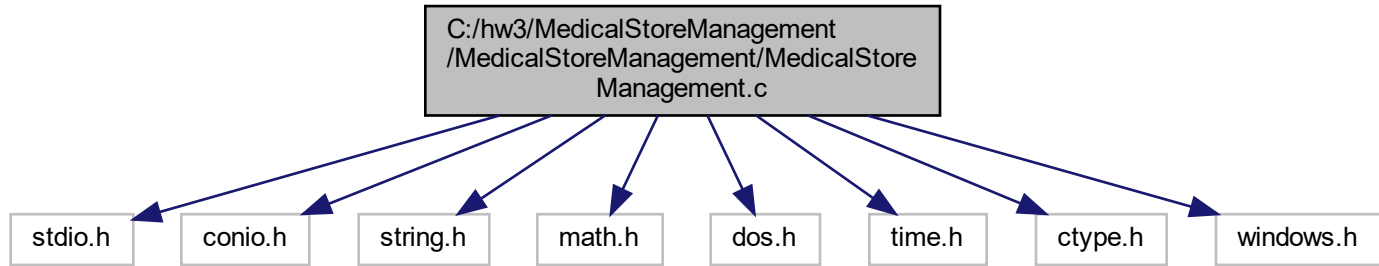 C:/hw3/MedicalStoreManagement
/MedicalStoreManagement/MedicalStore
Management.c
stdio.h
conio.h
string.h
math.h
dos.h
time.h
ctype.h
windows.h